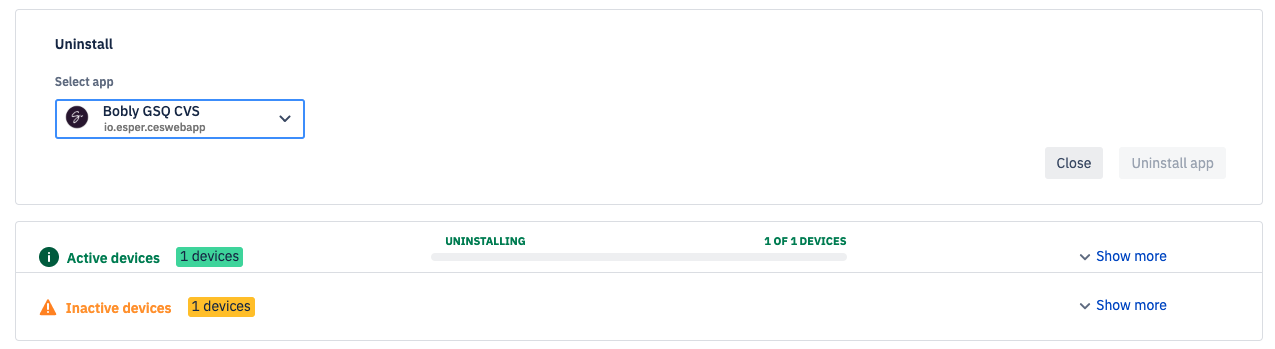 Uninstall
Select app
Bobly GSQ CVS
io.esper.ceswebapp
Close
Uninstall app
UNINSTALLING
1 OF 1 DEVICES
Active devices
1 devices
Show more
Inactive devices
1 devices
Show more